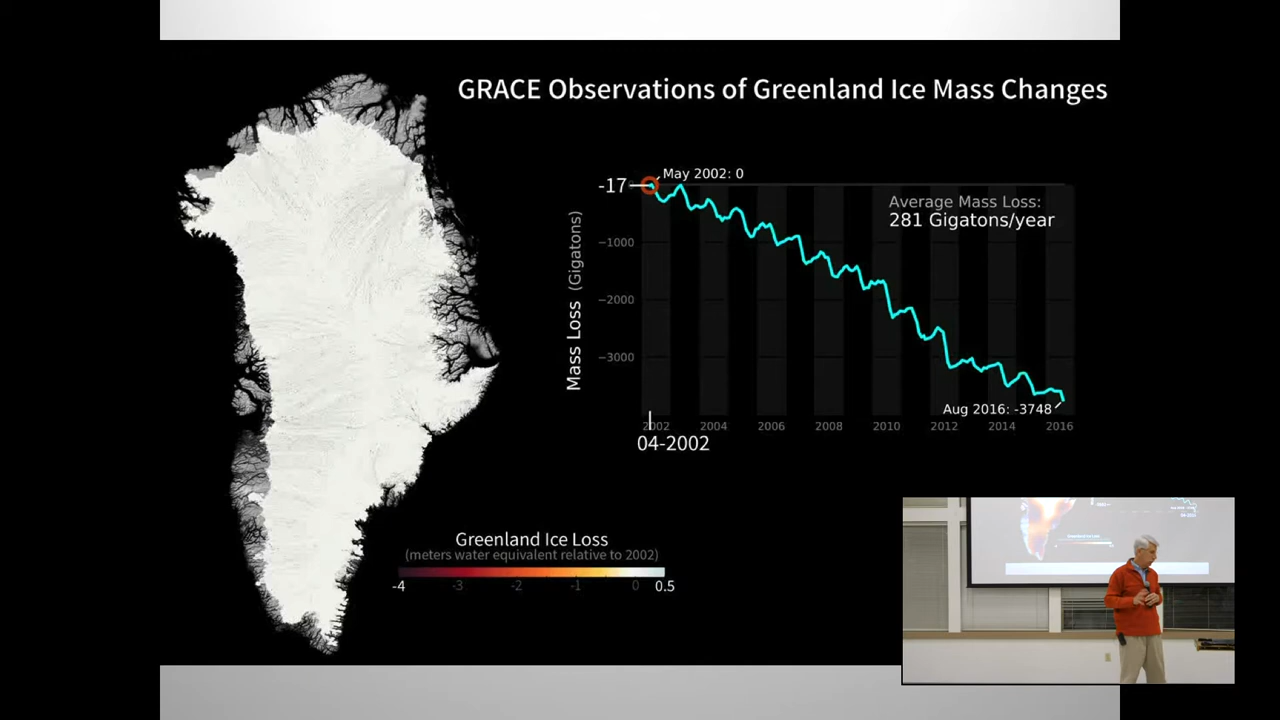 GRACE Observations of Greenland Ice Mass Changes
May 2002: 0
-17
Average Mass Loss:
281 Gigatons/year
Mass Loss (Gigatons)
−1000
−2000
−3000
Aug 2016: -3748
2002 2004 2006 2008 2010 2012 2014 2016
04-2002
Greenland Ice Loss
(meters water equivalent relative to 2002)
-4 -3 -2 -1 0 0.5